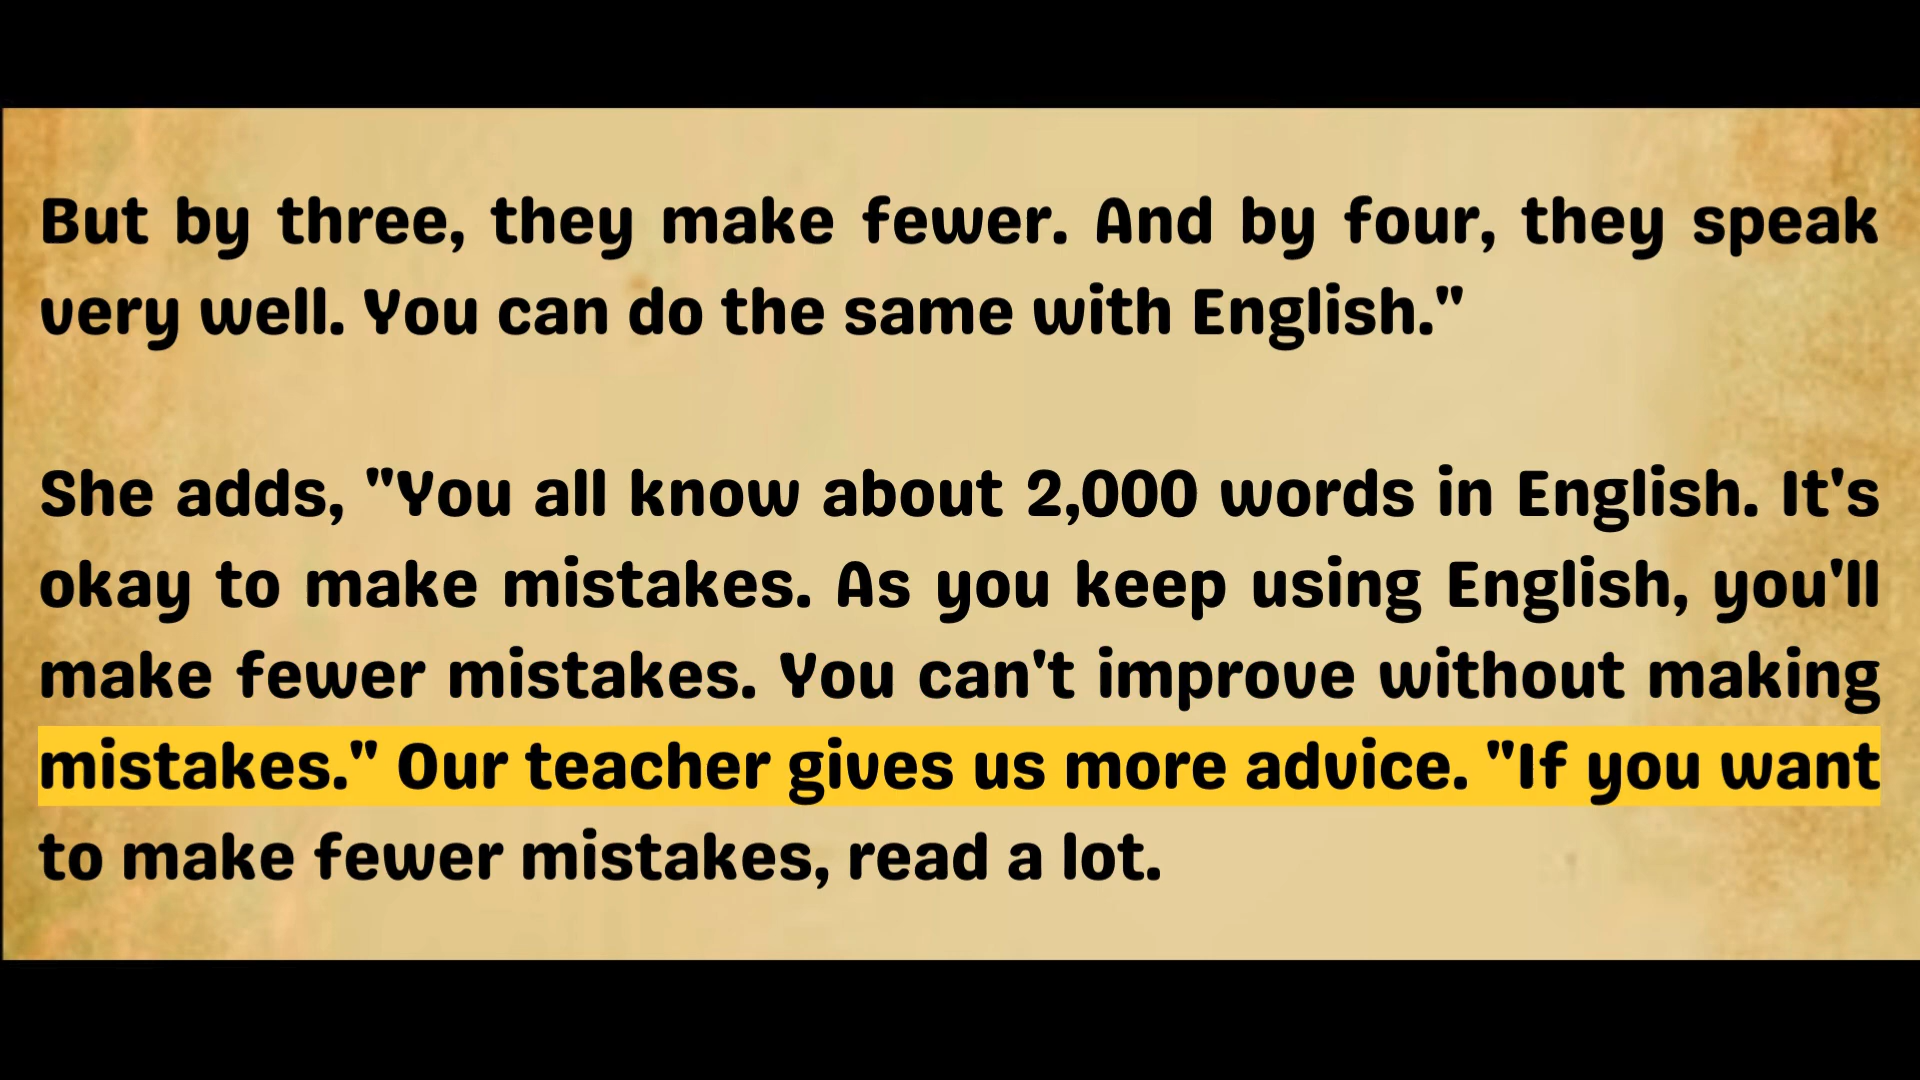 But by three, they make fewer. And by four, they speak
very well. You can do the same with English."
She adds, "You all know about 2,000 words in English. It's
okay to make mistakes. As you keep using English, you'll
make fewer mistakes. You can't improve without making
mistakes." Our teacher gives us more advice. "If you want
to make fewer mistakes, read a lot.